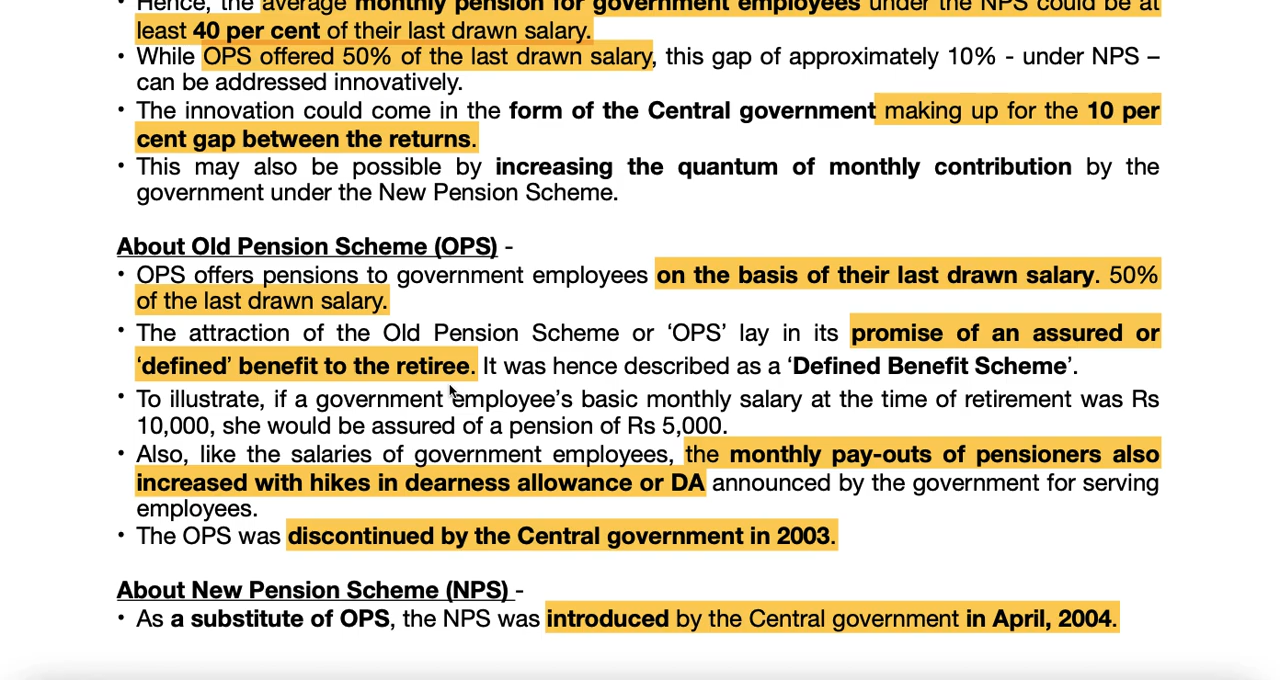 • Hence, the average monthly pension for government employees under the NPS could be at
least 40 per cent of their last drawn salary.
• While OPS offered 50% of the last drawn salary, this gap of approximately 10% - under NPS –
can be addressed innovatively.
• The innovation could come in the form of the Central government making up for the 10 per
cent gap between the returns.
• This may also be possible by increasing the quantum of monthly contribution by the
government under the New Pension Scheme.
About Old Pension Scheme (OPS) -
• OPS offers pensions to government employees on the basis of their last drawn salary. 50%
of the last drawn salary.
• The attraction of the Old Pension Scheme or ‘OPS’ lay in its promise of an assured or
‘defined’ benefit to the retiree. It was hence described as a ‘Defined Benefit Scheme’.
• To illustrate, if a government employee’s basic monthly salary at the time of retirement was Rs
10,000, she would be assured of a pension of Rs 5,000.
• Also, like the salaries of government employees, the monthly pay-outs of pensioners also
increased with hikes in dearness allowance or DA announced by the government for serving
employees.
• The OPS was discontinued by the Central government in 2003.
About New Pension Scheme (NPS) -
• As a substitute of OPS, the NPS was introduced by the Central government in April, 2004.